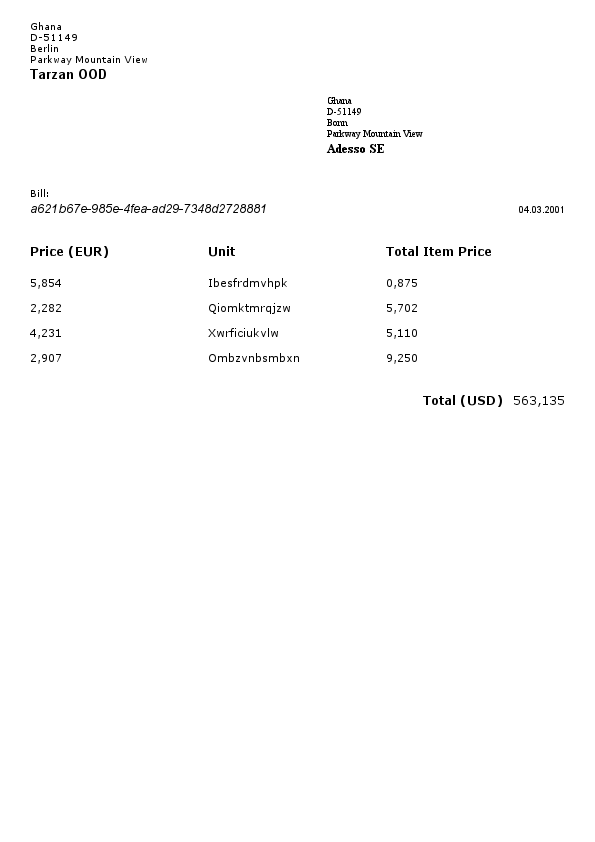 Ghana
D-51149
Berlin
Parkway Mountain View
Tarzan OOD
Ghana
D-51149
Bonn
Parkway Mountain View
Adesso SE
Bill:
a621b67e-985e-4fea-ad29-7348d2728881 04.03.2001
Price (EUR) Unit Total Item Price
5,854 Ibesfrdmvhpk 0,875
2,282 Qiomktmrqjzw 5,702
4,231 Xwrficiukvlw 5,110
2,907 Ombzvnbsmbxn 9,250
Total (USD) 563,135